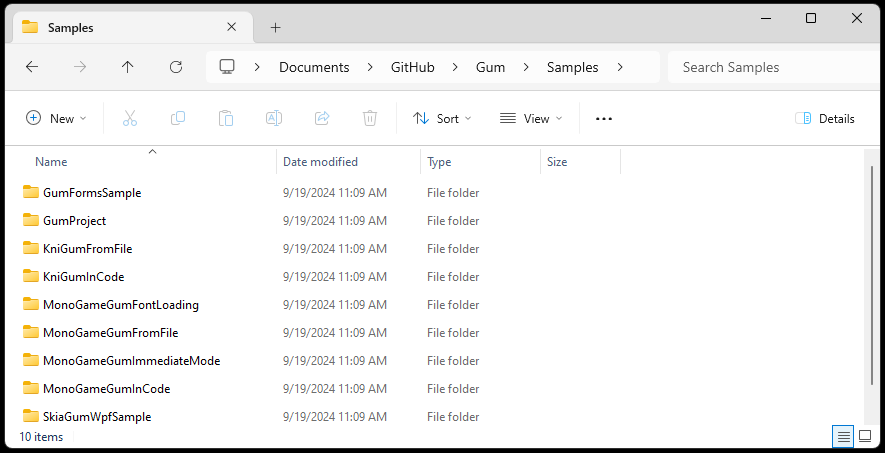 Samples
Documents GitHub Gum Samples Search Samples
New Sort View Details
Name Date modified Type Size
GumFormsSample 9/19/2024 11:09 AM File folder
GumProject 9/19/2024 11:09 AM File folder
KniGumFromFile 9/19/2024 11:09 AM File folder
KniGumInCode 9/19/2024 11:09 AM File folder
MonoGameGumFontLoading 9/19/2024 11:09 AM File folder
MonoGameGumFromFile 9/19/2024 11:09 AM File folder
MonoGameGumImmediateMode 9/19/2024 11:09 AM File folder
MonoGameGumInCode 9/19/2024 11:09 AM File folder
SkiaGumWpfSample 9/19/2024 11:09 AM File folder
10 items